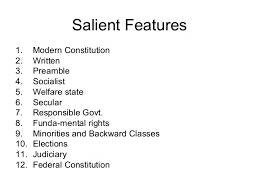 Salient Features
1. Modern Constitution
2. Written
3. Preamble
4. Socialist
5. Welfare state
6. Secular
7. Responsible Govt.
8. Funda-mental rights
9. Minorities and Backward Classes
10. Elections
11. Judiciary
12. Federal Constitution